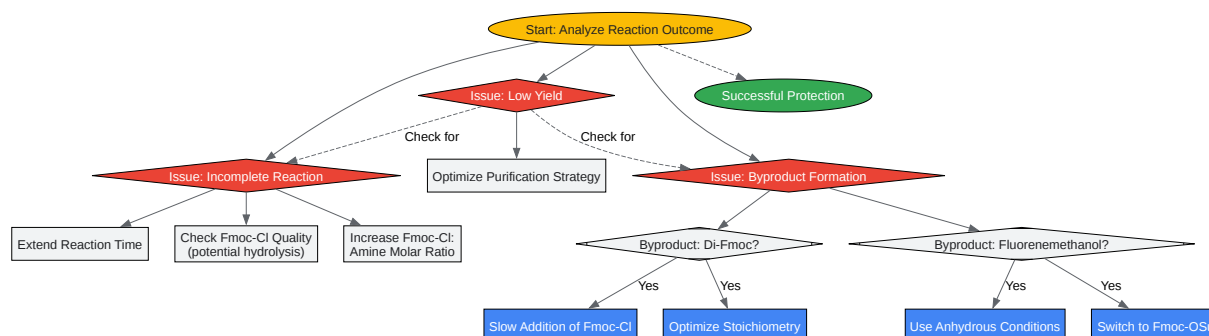 Start: Analyze Reaction Outcome
Issue: Low Yield
Successful Protection
Check for
Check for
Issue: Incomplete Reaction
Optimize Purification Strategy
Issue: Byproduct Formation
Extend Reaction Time
Check Fmoc-Cl Quality
(potential hydrolysis)
Increase Fmoc-Cl:
Amine Molar Ratio
Byproduct: Di-Fmoc?
Byproduct: Fluorenemethanol?
Yes
Yes
Yes
Yes
Slow Addition of Fmoc-Cl
Optimize Stoichiometry
Use Anhydrous Conditions
Switch to